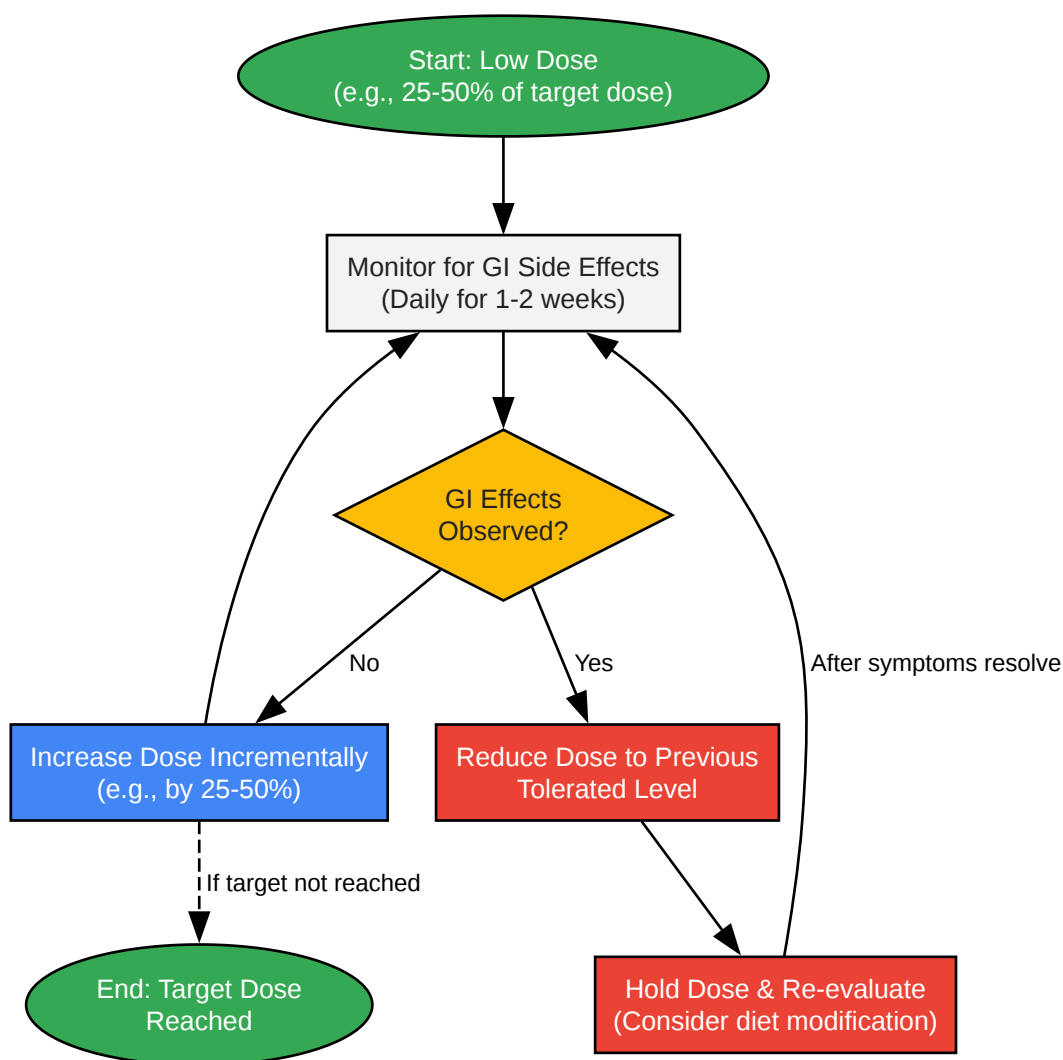 Start: Low Dose
(e.g., 25-50% of target dose)
Monitor for GI Side Effects
(Daily for 1-2 weeks)
GI Effects
Observed?
No
Yes
After symptoms resolve
Increase Dose Incrementally
(e.g., by 25-50%)
Reduce Dose to Previous
Tolerated Level
If target not reached
End: Target Dose
Reached
Hold Dose & Re-evaluate
(Consider diet modification)